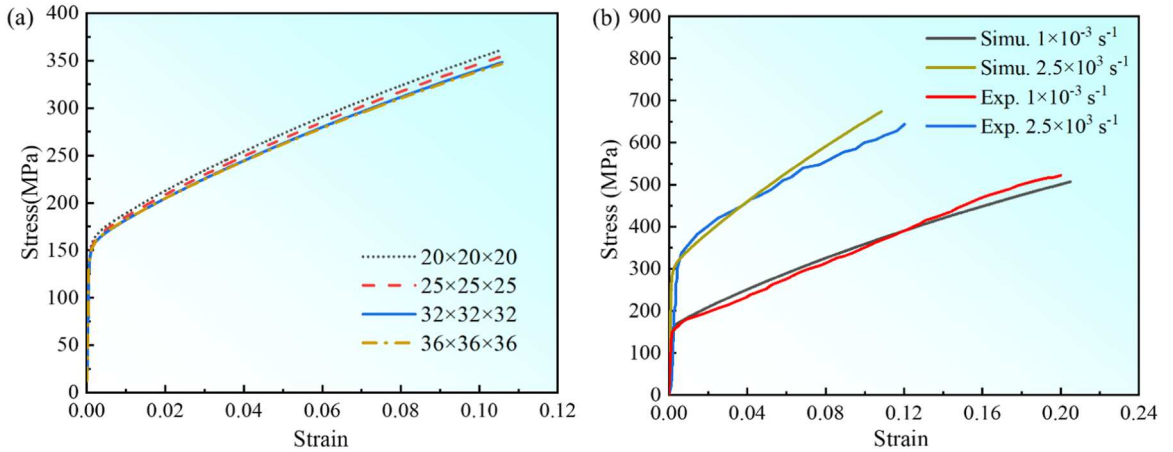 (a)
400
350
300
250
200
150
100
50
0
Stress(MPa)
0.00 0.02 0.04 0.06 0.08 0.10 0.12
Strain
20×20×20
25×25×25
32×32×32
36×36×36
(b)
900
800
700
600
500
400
300
200
100
0
Stress (MPa)
0.00 0.04 0.08 0.12 0.16 0.20 0.24
Strain
Simu. 1×10⁻³ s⁻¹
Simu. 2.5×10³ s⁻¹
Exp. 1×10⁻³ s⁻¹
Exp. 2.5×10³ s⁻¹